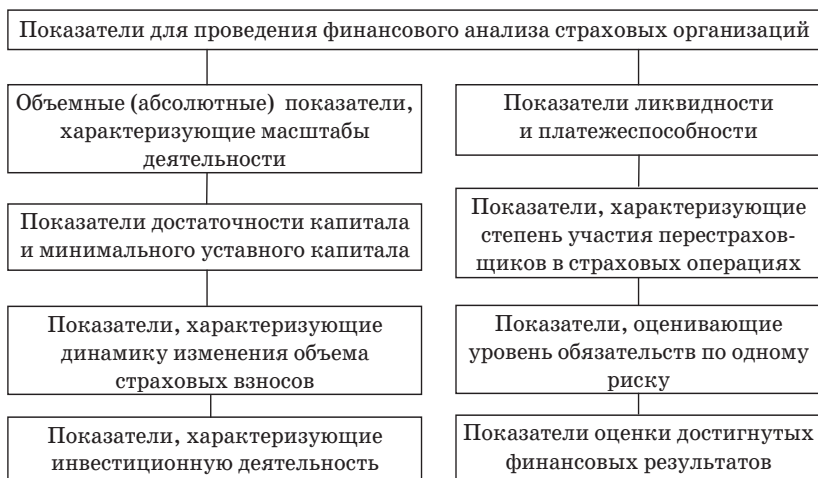 Показатели для проведения финансового анализа страховых организаций
Объемные (абсолютные) показатели,
характеризующие масштабы
деятельности
Показатели достаточности капитала
и минимального уставного капитала
Показатели, характеризующие
динамику изменения объема
страховых взносов
Показатели, характеризующие
инвестиционную деятельность
Показатели ликвидности
и платежеспособности
Показатели, характеризующие
степень участия перестрахов-
щиков в страховых операциях
Показатели, оценивающие
уровень обязательств по одному
риску
Показатели оценки достигнутых
финансовых результатов